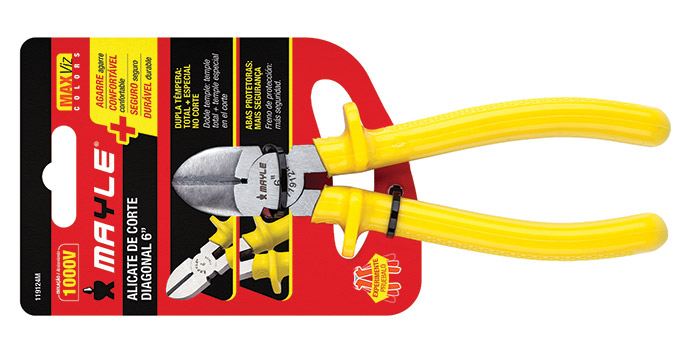 MAXViz
COLORS
AGARRE agarre
CONFORTÁVEL
confortable
SEGURO seguro
DURÁVEL durable
DUPLA TÊMPERA:
TOTAL + ESPECIAL
NO CORTE
Doble temple: temple
total + temple especial
en el corte
ABAS PROTETORAS:
MAIS SEGURANÇA
Freno de protección:
más seguridad.
MAYLE®
ALICATE DE CORTE
DIAGONAL 6"
1000V
119124M
MAYLE
6"
EXPERIMENTE
PRUÉBALO